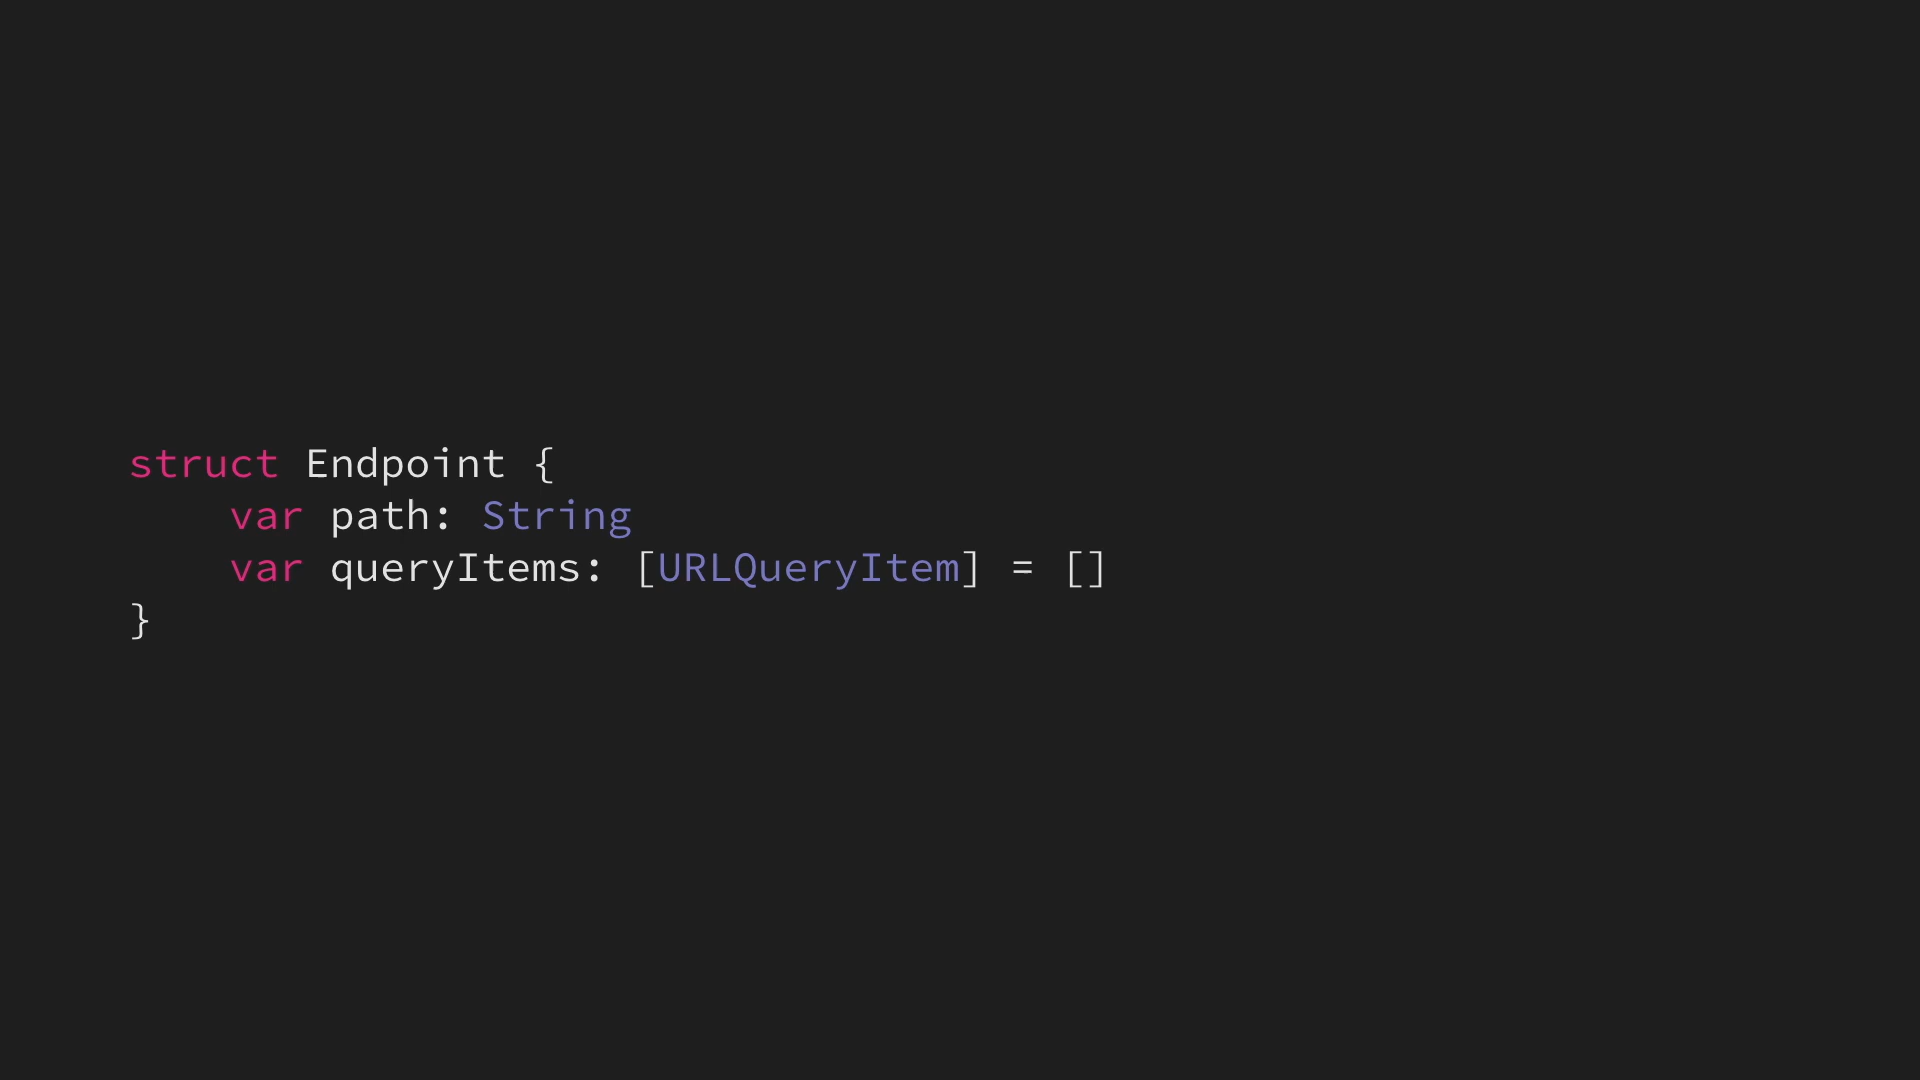 struct Endpoint {
    var path: String
    var queryItems: [URLQueryItem] = []
}